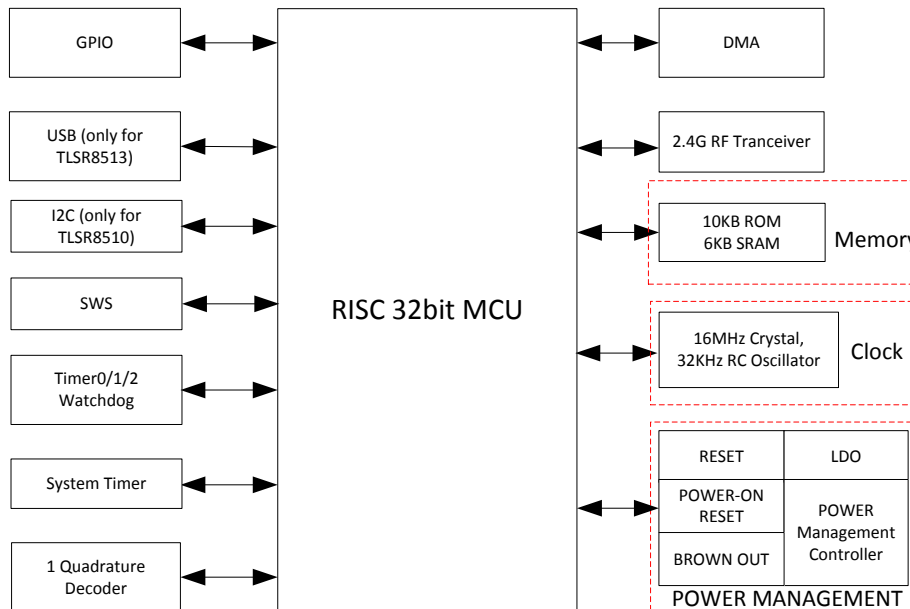 GPIO
USB (only for
TLSR8513)
I2C (only for
TLSR8510)
SWS
Timer0/1/2
Watchdog
System Timer
1 Quadrature
Decoder
RISC 32bit MCU
DMA
2.4G RF Tranceiver
10KB ROM
6KB SRAM
Memory
16MHz Crystal,
32KHz RC Oscillator
Clock
RESET
LDO
POWER-ON
RESET
POWER
Management
Controller
BROWN OUT
POWER MANAGEMENT